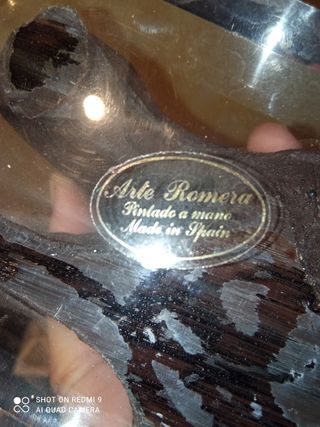 Arte Romera
Pintado a mano
Made in Spain
SHOT ON REDMI 9
AI QUAD CAMERA